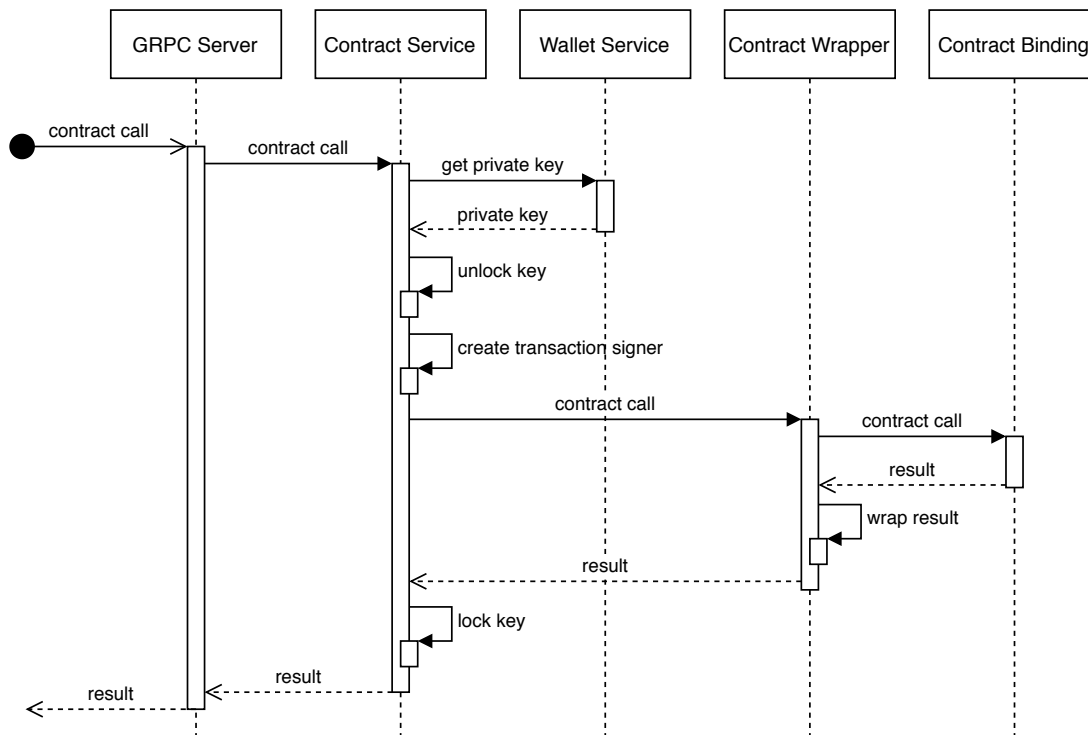 GRPC Server
Contract Service
Wallet Service
Contract Wrapper
Contract Binding
contract call
contract call
get private key
private key
unlock key
create transaction signer
contract call
contract call
result
wrap result
result
lock key
result
result